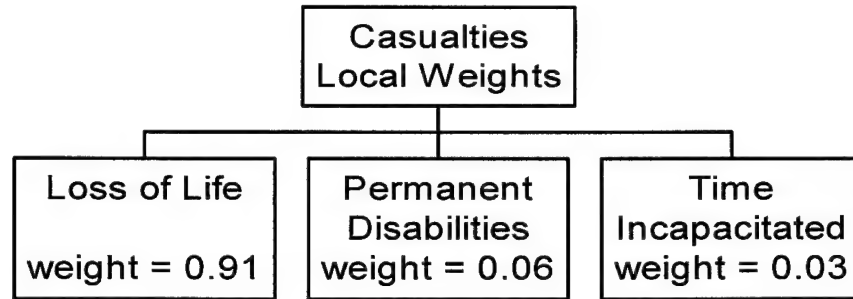 Casualties
Local Weights
Loss of Life
weight = 0.91
Permanent
Disabilities
weight = 0.06
Time
Incapacitated
weight = 0.03